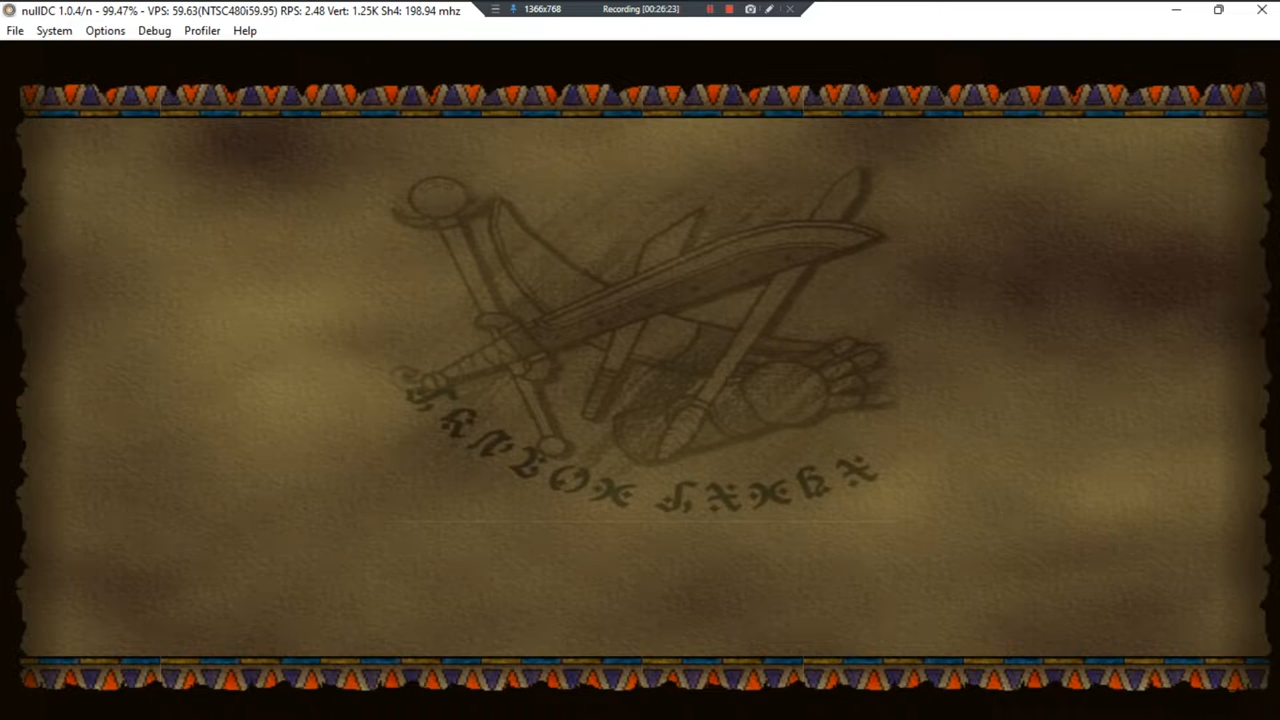 nullDC 1.0.4/n - 99.47% - VPS: 59.63(NTSC480i59.95) RPS: 2.48 Vert: 1.25K Sh4: 198.94 mhz
1366x768
Recording [00:26:23]
File System Options Debug Profiler Help